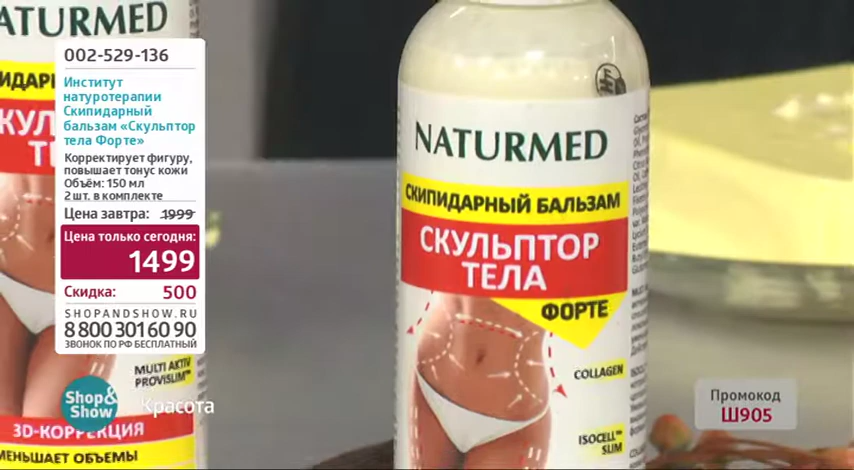 NATURMED
002-529-136
Институт
натуротерапии
Скипидарный
бальзам «Скульптор
тела Форте»
Корректирует фигуру,
повышает тонус кожи
Объём: 150 мл
2 шт. в комплекте
Цена завтра: 1999
Цена только сегодня:
1499
Скидка: 500
SHOPANDSHOW.RU
8 800 301 60 90
ЗВОНОК ПО РФ БЕСПЛАТНЫЙ
MULTI AKTIV
PROVISLIM™
Shop&
Show
Красота
3D-КОРРЕКЦИЯ
МЕНЬШАЕТ ОБЪЕМЫ
NATURMED
СКИПИДАРНЫЙ БАЛЬЗАМ
СКУЛЬПТОР
ТЕЛА
ФОРТЕ
COLLAGEN
ISOCELL™
SLIM
Промокод
Ш905